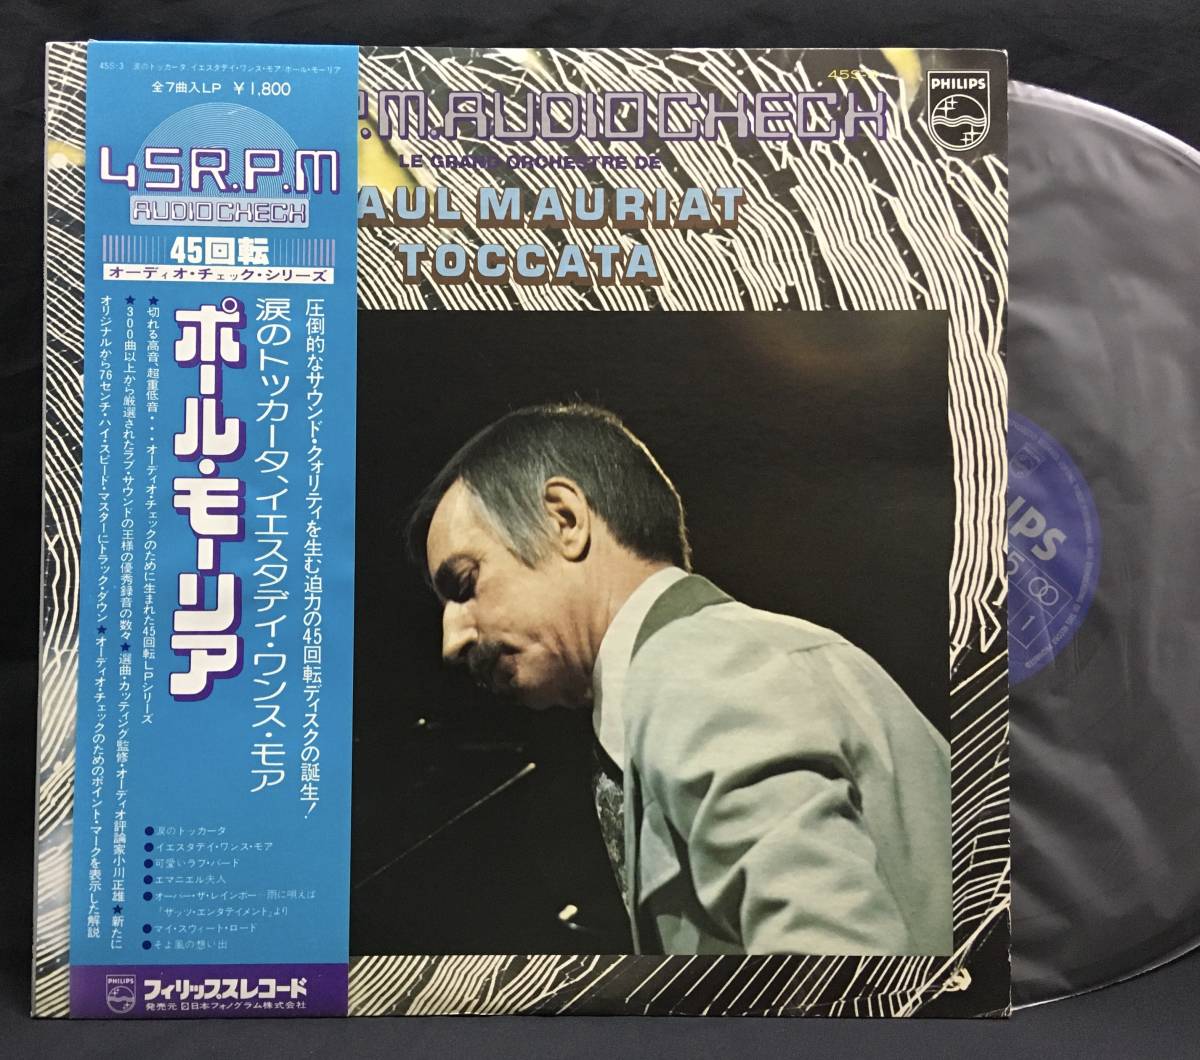 45S-3 涙のトッカータ、イエスタデイ・ワンス・モア/ポール・モーリア
全7曲入LP ¥1,800
45R.P.M
AUDIO CHECK
45回転
オーディオ・チェック・シリーズ
圧倒的なサウンド・クォリティを生む迫力の45回転ディスクの誕生!
涙のトッカータ、イエスタデイ・ワンス・モア
ポール・モーリア
★切れる高音、超重低音・・・オーディオ・チェックのために生まれた45回転LPシリーズ
★300曲以上から厳選されたラブ・サウンドの王様の優秀録音の数々★選曲・カッティング監修・オーディオ評論家小川正雄★新たに
オリジナルから76センチ・ハイ・スピード・マスターにトラック・ダウン★オーディオ・チェックのためのポイント・マークを表示した解説
●涙のトッカータ
●イエスタデイ・ワンス・モア
●可愛いラブ・バード
●エマニエル夫人
●オーバー・ザ・レインボー〜雨に唄えば
「ザッツ・エンタテイメント」より
●マイ・スウィート・ロード
●そよ風の想い出
PHILIPS
フィリップスレコード
発売元 日本フォノグラム株式会社
45S-3
P.M. AUDIO CHECK
PHILIPS
LE GRAND ORCHESTRE DE
AUL MAURIAT
TOCCATA
IPS
5
1